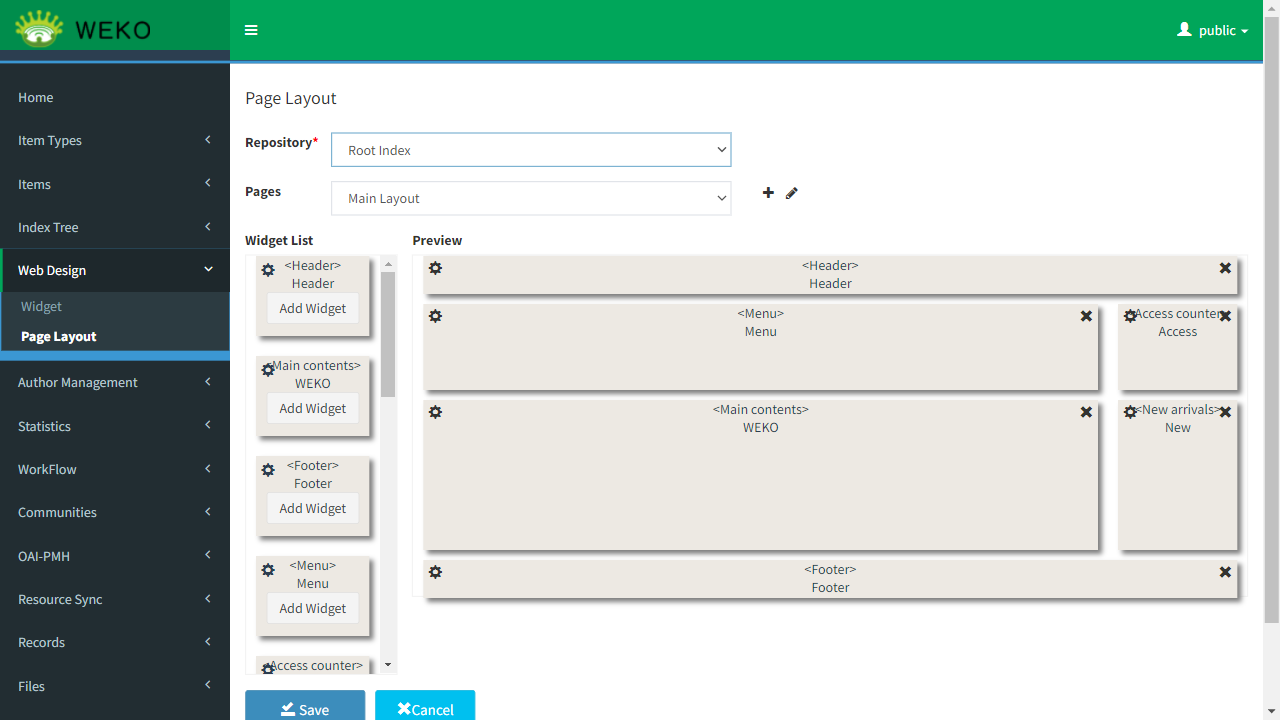 WEKO
public
Home
Item Types
Items
Index Tree
Web Design
Widget
Page Layout
Author Management
Statistics
WorkFlow
Communities
OAI-PMH
Resource Sync
Records
Files
Page Layout
Repository*
Root Index
Pages
Main Layout
Widget List
Preview
<Header>
Header
Add Widget
<Main contents>
WEKO
Add Widget
<Footer>
Footer
Add Widget
<Menu>
Menu
Add Widget
<Access counter>
<Header>
Header
<Menu>
Menu
<Access counter>
Access
<Main contents>
WEKO
<New arrivals>
New
<Footer>
Footer
Save
Cancel